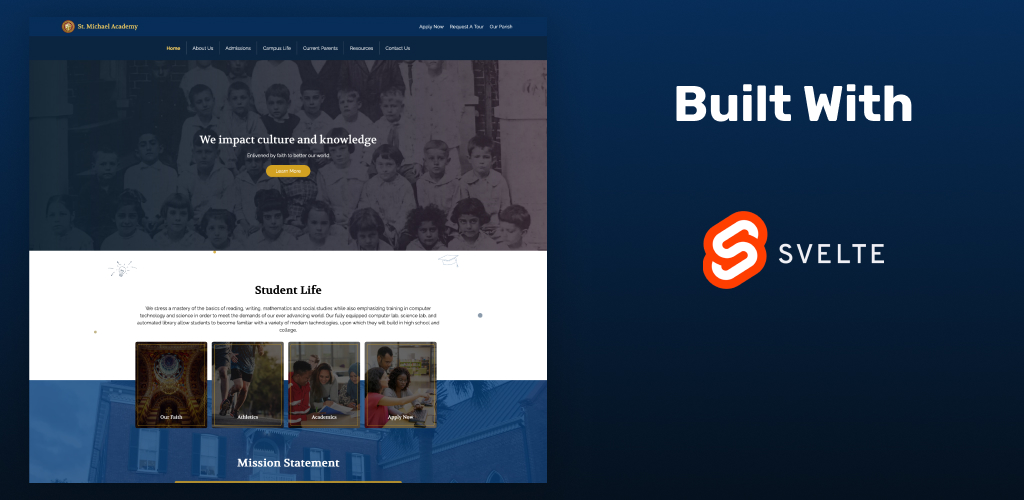 St. Michael Academy
Apply Now Request A Tour Our Parish
Home About Us Admissions Campus Life Current Parents Resources Contact Us
We impact culture and knowledge
Enlivened by faith to better our world
Learn More
Student Life
We stress a mastery of the basics of reading, writing, mathematics and social studies while also emphasizing training in computer
technology and science in order to meet the demands of our ever advancing world. Our fully equipped computer lab, science lab, and
automated library allow students to become familiar with a variety of modern technologies, upon which they will build in high school and
college.
Our Faith Athletics Academics Apply Now
Mission Statement
Built With
SVELTE